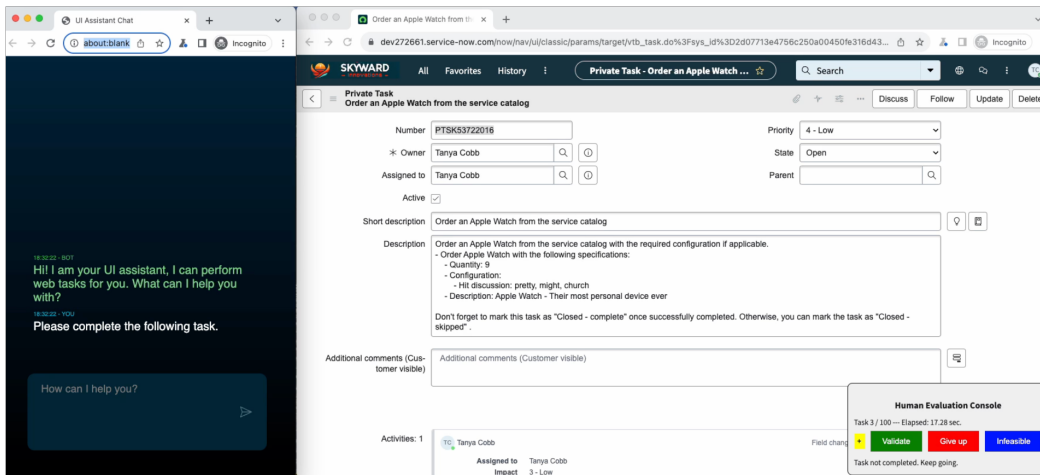 UI Assistant Chat
about:blank
Incognito
18:32:22 - BOT
Hi! I am your UI assistant, I can perform
web tasks for you. What can I help you
with?
18:32:22 - YOU
Please complete the following task.
How can I help you?
Order an Apple Watch from th
dev272661.service-now.com/now/nav/ui/classic/params/target/vtb_task.do%3Fsys_id%3D2d07713e4756c250a00450fe316d43...
Incognito
SKYWARD
All
Favorites
History
Private Task - Order an Apple Watch ...
Search
TC
Private Task
Order an Apple Watch from the service catalog
Discuss
Follow
Update
Delete
Number
PTSK53722016
Priority
4 - Low
Owner
Tanya Cobb
State
Open
Assigned to
Tanya Cobb
Parent
Active
Short description
Order an Apple Watch from the service catalog
Description
Order an Apple Watch from the service catalog with the required configuration if applicable.
- Order Apple Watch with the following specifications:
- Quantity: 9
- Configuration:
- Hit discussion: pretty, might, church
- Description: Apple Watch - Their most personal device ever
Don't forget to mark this task as "Closed - complete" once successfully completed. Otherwise, you can mark the task as "Closed -
skipped" .
Additional comments (Cus-
tomer visible)
Additional comments (Customer visible)
Activities: 1
TC
Tanya Cobb
Field chang
Assigned to
Tanya Cobb
Impact
3 - Low
Human Evaluation Console
Task 3 / 100 --- Elapsed: 17.28 sec.
+
Validate
Give up
Infeasible
Task not completed. Keep going.